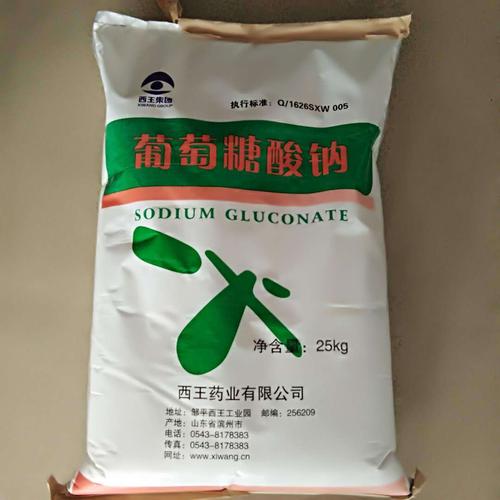 西王集团
XIWANG GROUP
执行标准：Q/1626SXW 005
葡萄糖酸钠
SODIUM GLUCONATE
净含量：25kg
西王药业有限公司
地址：邹平西王工业园 邮编：256209
产地：山东省滨州市
电话：0543-8178383
传真：0543-8178383
网址：www.xiwang.cn